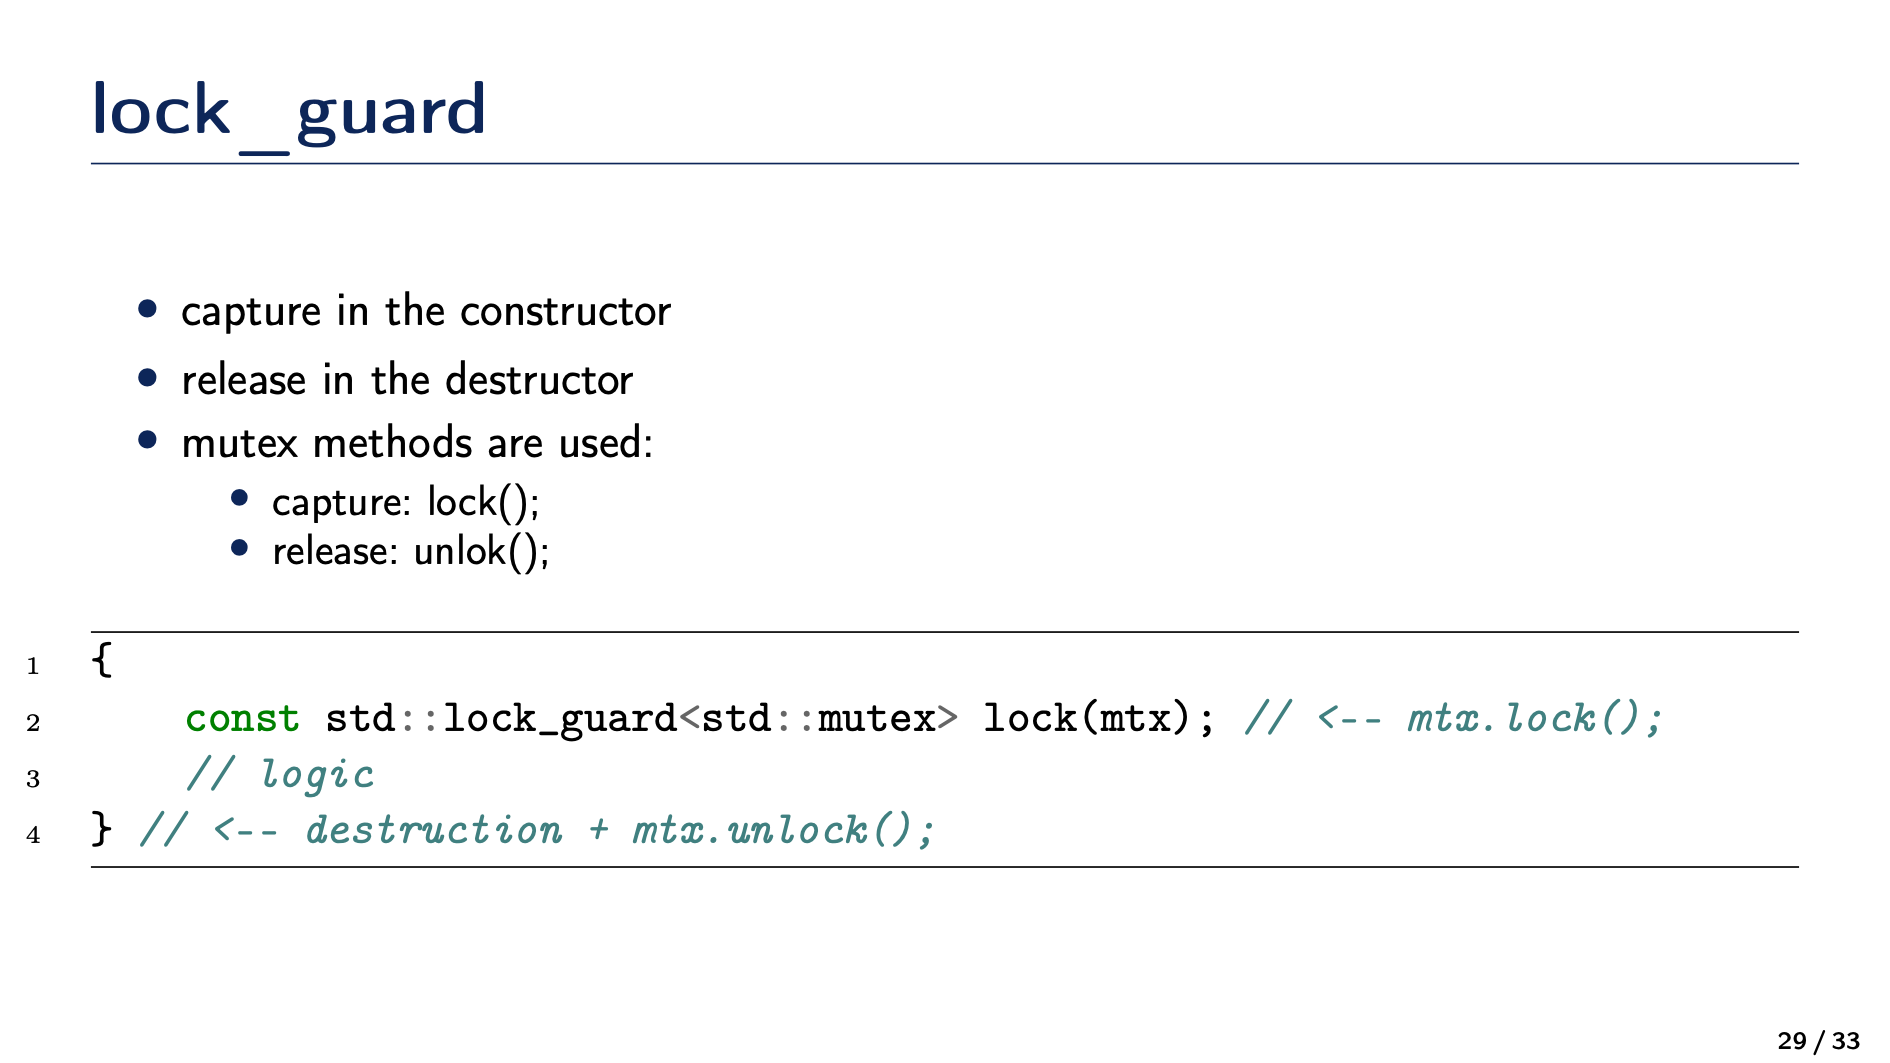 lock_guard
• capture in the constructor
• release in the destructor
• mutex methods are used:
• capture: lock();
• release: unlok();
1 {
2     const std::lock_guard<std::mutex> lock(mtx); // <-- mtx.lock();
3     // logic
4 } // <-- destruction + mtx.unlock();
29 / 33